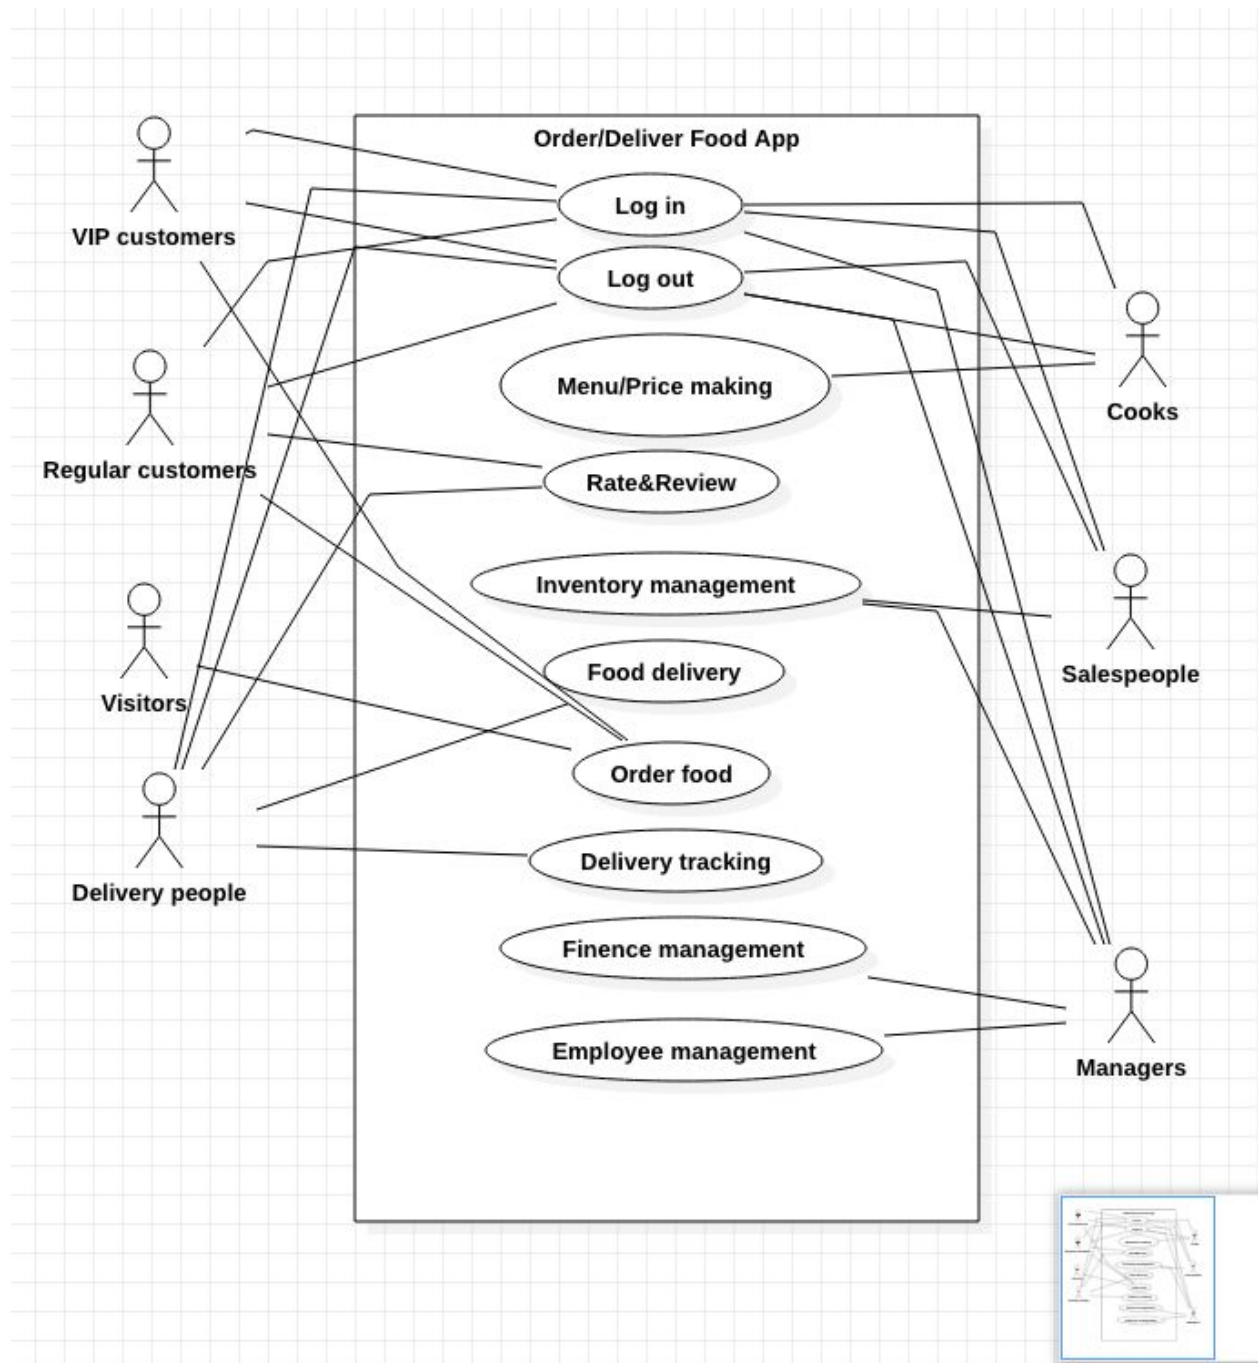 Order/Deliver Food App
VIP customers
Log in
Log out
Menu/Price making
Cooks
Regular customers
Rate&Review
Inventory management
Food delivery
Salespeople
Visitors
Order food
Delivery tracking
Delivery people
Finence management
Employee management
Managers